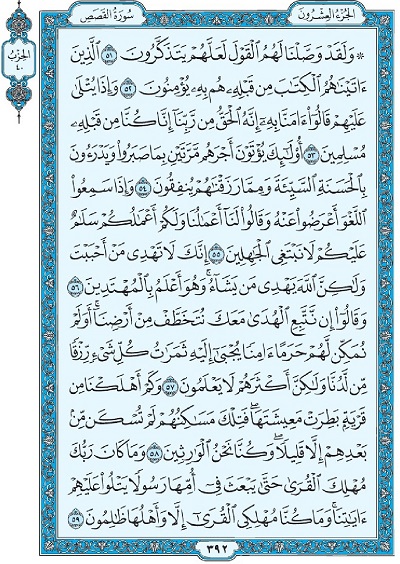 الجزء العشرون
سورة القصص
الحزب
٤٠
۞ وَلَقَدْ وَصَّلْنَا لَهُمُ ٱلْقَوْلَ لَعَلَّهُمْ يَتَذَكَّرُونَ ٥١ ٱلَّذِينَ
ءَاتَيْنَٰهُمُ ٱلْكِتَٰبَ مِن قَبْلِهِۦ هُم بِهِۦ يُؤْمِنُونَ ٥٢ وَإِذَا يُتْلَىٰ
عَلَيْهِمْ قَالُوٓا۟ ءَامَنَّا بِهِۦٓ إِنَّهُ ٱلْحَقُّ مِن رَّبِّنَآ إِنَّا كُنَّا مِن قَبْلِهِۦ
مُسْلِمِينَ ٥٣ أُو۟لَٰٓئِكَ يُؤْتَوْنَ أَجْرَهُم مَّرَّتَيْنِ بِمَا صَبَرُوا۟ وَيَدْرَءُونَ
بِٱلْحَسَنَةِ ٱلسَّيِّئَةَ وَمِمَّا رَزَقْنَٰهُمْ يُنفِقُونَ ٥٤ وَإِذَا سَمِعُوا۟
ٱللَّغْوَ أَعْرَضُوا۟ عَنْهُ وَقَالُوا۟ لَنَآ أَعْمَٰلُنَا وَلَكُمْ أَعْمَٰلُكُمْ سَلَٰمٌ
عَلَيْكُمْ لَا نَبْتَغِى ٱلْجَٰهِلِينَ ٥٥ إِنَّكَ لَا تَهْدِى مَنْ أَحْبَبْتَ
وَلَٰكِنَّ ٱللَّهَ يَهْدِى مَن يَشَآءُ ۚ وَهُوَ أَعْلَمُ بِٱلْمُهْتَدِينَ ٥٦
وَقَالُوٓا۟ إِن نَّتَّبِعِ ٱلْهُدَىٰ مَعَكَ نُتَخَطَّفْ مِنْ أَرْضِنَآ ۚ أَوَلَمْ
نُمَكِّن لَّهُمْ حَرَمًا ءَامِنًا يُجْبَىٰٓ إِلَيْهِ ثَمَرَٰتُ كُلِّ شَىْءٍ رِّزْقًا
مِّن لَّدُنَّا وَلَٰكِنَّ أَكْثَرَهُمْ لَا يَعْلَمُونَ ٥٧ وَكَمْ أَهْلَكْنَا مِن
قَرْيَةٍۭ بَطِرَتْ مَعِيشَتَهَا ۖ فَتِلْكَ مَسَٰكِنُهُمْ لَمْ تُسْكَن مِّنۢ
بَعْدِهِمْ إِلَّا قَلِيلًا ۖ وَكُنَّا نَحْنُ ٱلْوَٰرِثِينَ ٥٨ وَمَا كَانَ رَبُّكَ
مُهْلِكَ ٱلْقُرَىٰ حَتَّىٰ يَبْعَثَ فِىٓ أُمِّهَا رَسُولًا يَتْلُوا۟ عَلَيْهِمْ
ءَايَٰتِنَا ۚ وَمَا كُنَّا مُهْلِكِى ٱلْقُرَىٰٓ إِلَّا وَأَهْلُهَا ظَٰلِمُونَ ٥٩
٣٩٢